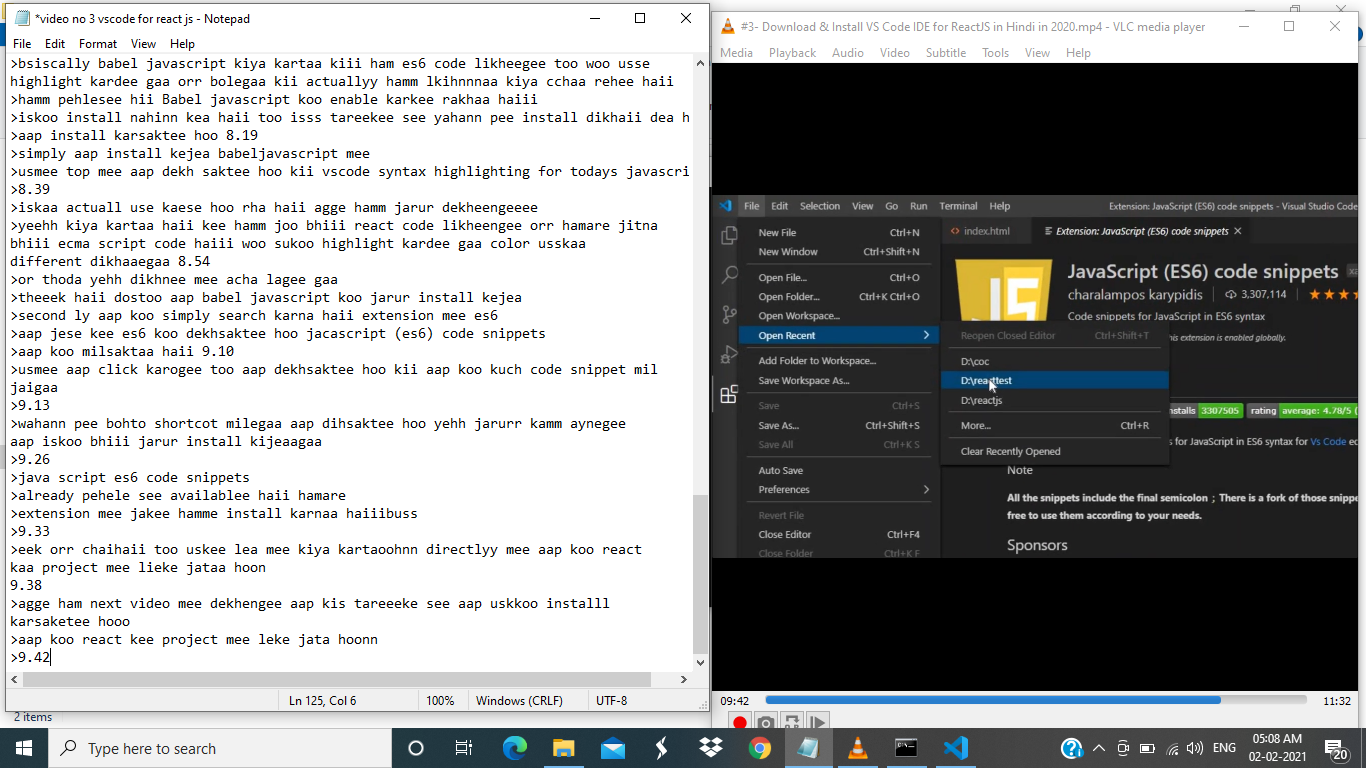 *video no 3 vscode for react js - Notepad
File Edit Format View Help
>bsiscally babel javascript kiya kartaa kiii ham es6 code likheegee too woo usse
highlight kardee gaa orr bolegaa kii actuallyy hamm lkihnnnaa kiya cchaa rehee haii
>hamm pehlesee hii Babel javascript koo enable karkee rakhaa haiii
>iskoo install nahinn kea haii too isss tareekee see yahann pee install dikhaii dea h
>aap install karsaktee hoo 8.19
>simply aap install kejea babeljavascript mee
>usmee top mee aap dekh saktee hoo kii vscode syntax highlighting for todays javascri
>8.39
>iskaa actuall use kaese hoo rha haii agge hamm jarur dekheengeeee
>yeehh kiya kartaa haii kee hamm joo bhiii react code likheengee orr hamare jitna
bhiii ecma script code haiii woo sukoo highlight kardee gaa color usskaa
different dikhaaegaa 8.54
>or thoda yehh dikhnee mee acha lagee gaa
>theeek haii dostoo aap babel javascript koo jarur install kejea
>second ly aap koo simply search karna haii extension mee es6
>aap jese kee es6 koo dekhsaktee hoo jacascript (es6) code snippets
>aap koo milsaktaa haii 9.10
>usmee aap click karogee too aap dekhsaktee hoo kii aap koo kuch code snippet mil
jaigaa
>9.13
>wahann pee bohto shortcot milegaa aap dihsaktee hoo yehh jarurr kamm aynegee
aap iskoo bhiii jarur install kijeaagaa
>9.26
>java script es6 code snippets
>already pehele see availablee haii hamare
>extension mee jakee hamme install karnaa haiiibuss
>9.33
>eek orr chaihaii too uskee lea mee kiya kartaoohnn directlyy mee aap koo react
kaa project mee lieke jataa hoon
9.38
>agge ham next video mee dekhengee aap kis tareeeke see aap uskkoo installl
karsaketee hooo
>aap koo react kee project mee leke jata hoonn
>9.42
Ln 125, Col 6 100% Windows (CRLF) UTF-8
2 items
#3- Download & Install VS Code IDE for ReactJS in Hindi in 2020.mp4 - VLC media player
Media Playback Audio Video Subtitle Tools View Help
File Edit Selection View Go Run Terminal Help Extension: JavaScript (ES6) code snippets - Visual Studio Code
index.html Extension: JavaScript (ES6) code snippets
New File Ctrl+N
New Window Ctrl+Shift+N
Open File... Ctrl+O
Open Folder... Ctrl+K Ctrl+O
Open Workspace...
Open Recent
Add Folder to Workspace...
Save Workspace As...
Save Ctrl+S
Save As... Ctrl+Shift+S
Save All Ctrl+K S
Auto Save
Preferences
Revert File
Close Editor Ctrl+F4
Close Folder Ctrl+K F
Reopen Closed Editor Ctrl+Shift+T
D:\coc
D:\reacttest
D:\reactjs
More... Ctrl+R
Clear Recently Opened
JS
JavaScript (ES6) code snippets
charalampos karypidis 3,307,114
Code snippets for JavaScript in ES6 syntax
his extension is enabled globally.
nstalls 3307505 rating average: 4.78/5 (
s for JavaScript in ES6 syntax for Vs Code
Note
All the snippets include the final semicolon ; There is a fork of those snippe
free to use them according to your needs.
Sponsors
09:42 11:32
Type here to search
ENG
05:08 AM
02-02-2021
20